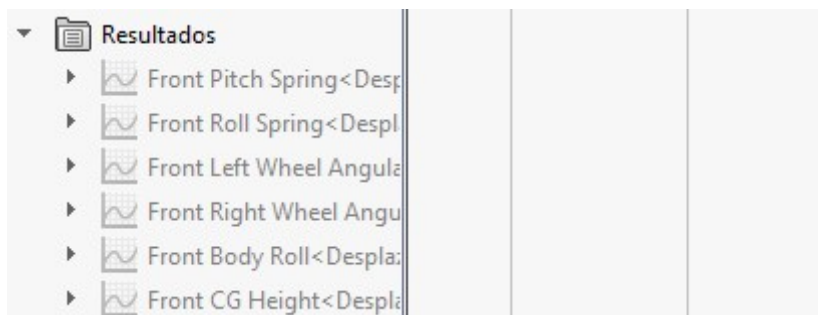 Resultados
Front Pitch Spring<Desp
Front Roll Spring<Despl
Front Left Wheel Angula
Front Right Wheel Angu
Front Body Roll<Despla
Front CG Height<Despla